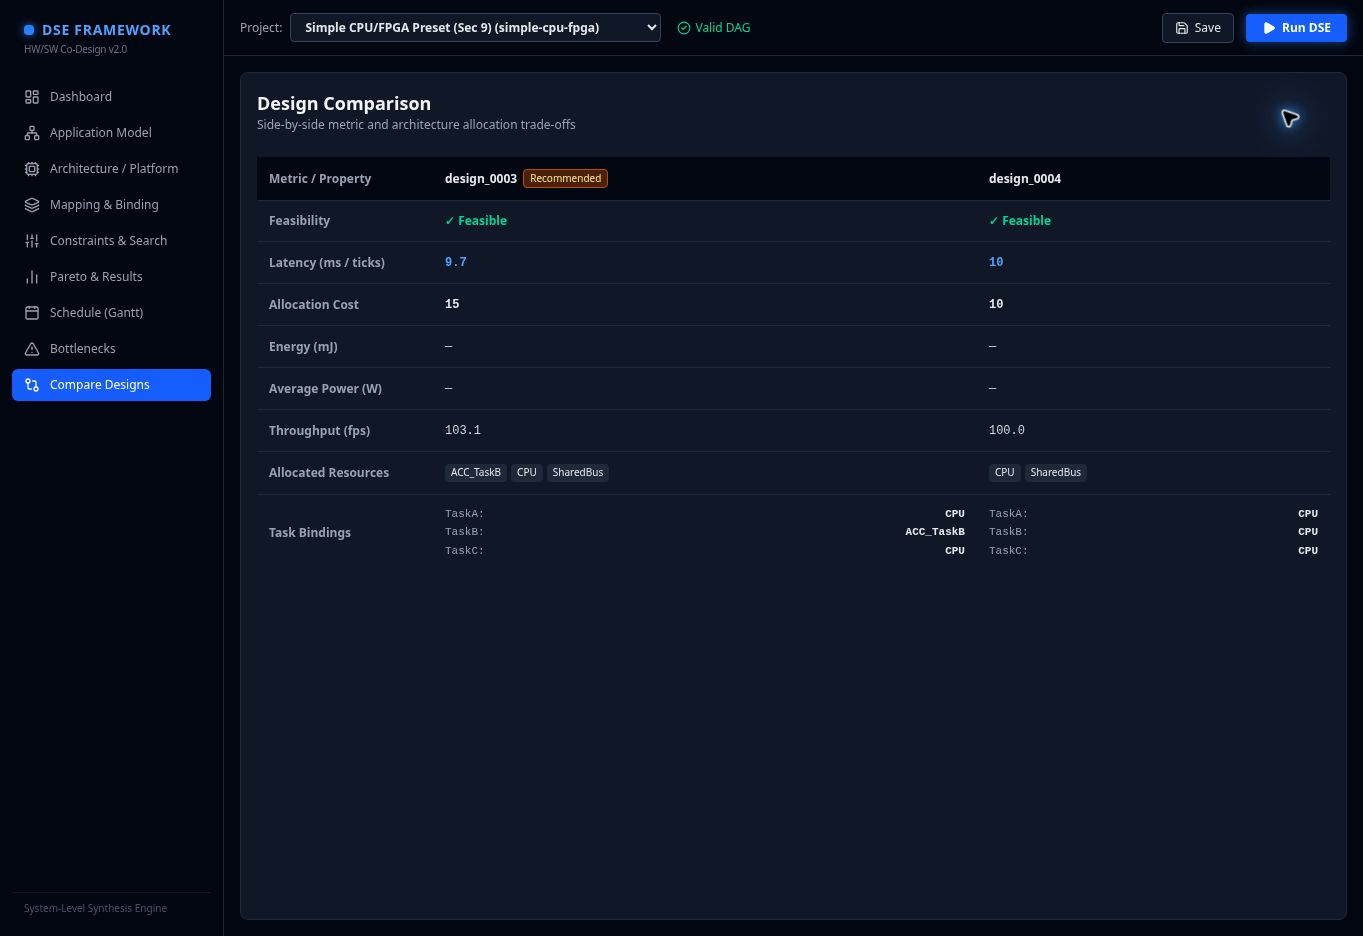 DSE FRAMEWORK
HW/SW Co-Design v2.0
Dashboard
Application Model
Architecture / Platform
Mapping & Binding
Constraints & Search
Pareto & Results
Schedule (Gantt)
Bottlenecks
Compare Designs
System-Level Synthesis Engine
Project: Simple CPU/FPGA Preset (Sec 9) (simple-cpu-fpga) Valid DAG Save Run DSE
Design Comparison
Side-by-side metric and architecture allocation trade-offs
Metric / Property design_0003 Recommended design_0004
Feasibility ✓ Feasible ✓ Feasible
Latency (ms / ticks) 9.7 10
Allocation Cost 15 10
Energy (mJ) — —
Average Power (W) — —
Throughput (fps) 103.1 100.0
Allocated Resources ACC_TaskB CPU SharedBus CPU SharedBus
Task Bindings
TaskA: CPU TaskA: CPU
TaskB: ACC_TaskB TaskB: CPU
TaskC: CPU TaskC: CPU